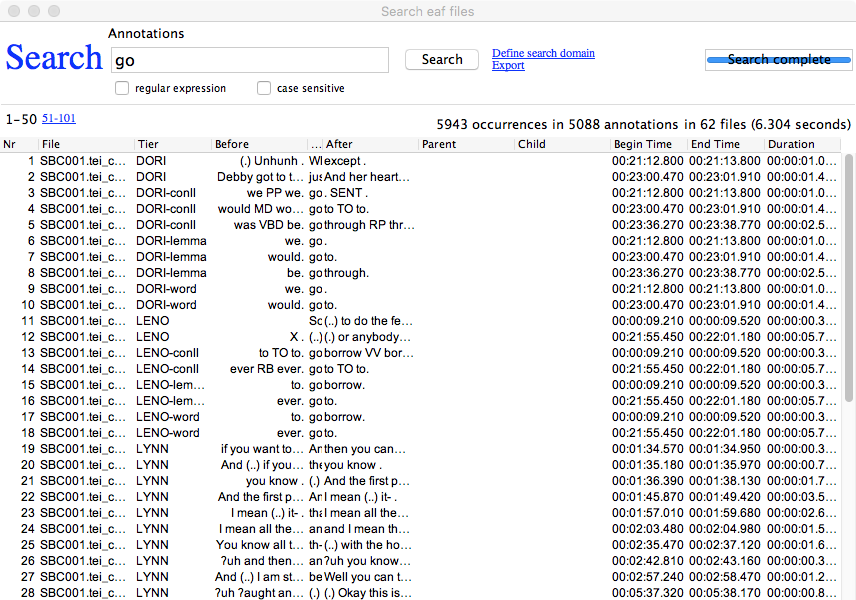 Search eaf files
Annotations
Search go Search Define search domain Export Search complete
regular expression case sensitive
1-50 51-101
5943 occurrences in 5088 annotations in 62 files (6.304 seconds)
Nr File Tier Before ... After Parent Child Begin Time End Time Duration
1 SBC001.tei_c... DORI (.) Unhunh . WI except . 00:21:12.800 00:21:13.800 00:00:01.0...
2 SBC001.tei_c... DORI Debby got to t... jus And her heart... 00:23:00.470 00:23:01.910 00:00:01.4...
3 SBC001.tei_c... DORI-conll we PP we. go . SENT . 00:21:12.800 00:21:13.800 00:00:01.0...
4 SBC001.tei_c... DORI-conll would MD wo... go to TO to. 00:23:00.470 00:23:01.910 00:00:01.4...
5 SBC001.tei_c... DORI-conll was VBD be. go through RP thr... 00:23:36.270 00:23:38.770 00:00:02.5...
6 SBC001.tei_c... DORI-lemma we. go . 00:21:12.800 00:21:13.800 00:00:01.0...
7 SBC001.tei_c... DORI-lemma would. go to. 00:23:00.470 00:23:01.910 00:00:01.4...
8 SBC001.tei_c... DORI-lemma be. go through. 00:23:36.270 00:23:38.770 00:00:02.5...
9 SBC001.tei_c... DORI-word we. go . 00:21:12.800 00:21:13.800 00:00:01.0...
10 SBC001.tei_c... DORI-word would. go to. 00:23:00.470 00:23:01.910 00:00:01.4...
11 SBC001.tei_c... LENO So (..) to do the fe... 00:00:09.210 00:00:09.520 00:00:00.3...
12 SBC001.tei_c... LENO X . (..) (.) or anybody... 00:21:55.450 00:22:01.180 00:00:05.7...
13 SBC001.tei_c... LENO-conll to TO to. go borrow VV bor... 00:00:09.210 00:00:09.520 00:00:00.3...
14 SBC001.tei_c... LENO-conll ever RB ever. go to TO to. 00:21:55.450 00:22:01.180 00:00:05.7...
15 SBC001.tei_c... LENO-lem... to. go borrow. 00:00:09.210 00:00:09.520 00:00:00.3...
16 SBC001.tei_c... LENO-lem... ever. go to. 00:21:55.450 00:22:01.180 00:00:05.7...
17 SBC001.tei_c... LENO-word to. go borrow. 00:00:09.210 00:00:09.520 00:00:00.3...
18 SBC001.tei_c... LENO-word ever. go to. 00:21:55.450 00:22:01.180 00:00:05.7...
19 SBC001.tei_c... LYNN if you want to... An then you can... 00:01:34.570 00:01:34.950 00:00:00.3...
20 SBC001.tei_c... LYNN And (..) if you... the you know . 00:01:35.180 00:01:35.970 00:00:00.7...
21 SBC001.tei_c... LYNN you know . (.) And the first p... 00:01:36.390 00:01:38.130 00:00:01.7...
22 SBC001.tei_c... LYNN And the first p... An I mean (..) it- . 00:01:45.870 00:01:49.420 00:00:03.5...
23 SBC001.tei_c... LYNN I mean (..) it- . tha I mean all the... 00:01:57.010 00:01:59.680 00:00:02.6...
24 SBC001.tei_c... LYNN I mean all the... an and I mean th... 00:02:03.480 00:02:04.980 00:00:01.5...
25 SBC001.tei_c... LYNN You know all t... th- (..) with the ho... 00:02:35.450 00:02:37.120 00:00:01.6...
26 SBC001.tei_c... LYNN ?uh and then... an ?uh you know... 00:02:42.810 00:02:43.160 00:00:00.3...
27 SBC001.tei_c... LYNN And (..) I am st... be Well you can t... 00:02:57.240 00:02:58.470 00:00:01.2...
28 SBC001.tei_c... LYNN ?uh ?aught an... (.) (.) Okay this is... 00:05:37.320 00:05:38.170 00:00:00.8...